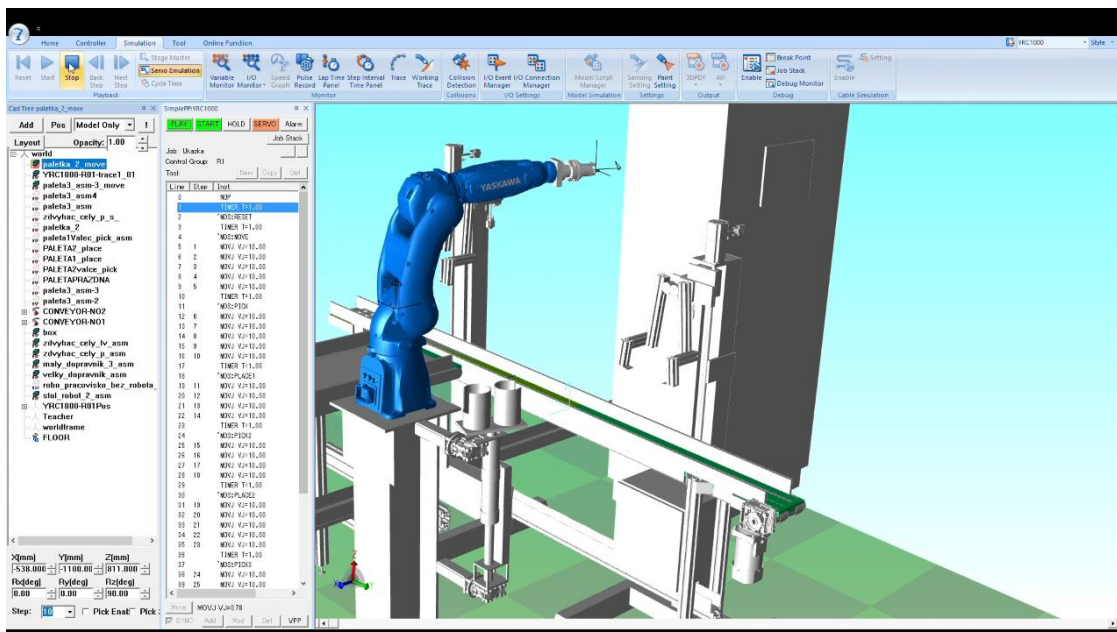 YRC1000 Style
Home Controller Simulation Tool Online Function
Reset Start Stop Back Step Next Step Stage Master Servo Emulation Cycle Time Variable Monitor I/O Monitor Speed Graph Pulse Record Lap Time Panel Step Interval Time Panel Trace Working Trace Collision Detection I/O Event Manager I/O Connection Manager Model Script Manager Sensing Setting Paint Setting 3DPDF AVI Enable Break Point Job Stack Debug Monitor Enable Setting
Playback Monitor Collisions I/O Settings Model Simulation Settings Output Debug Cable Simulation
Cad Tree paletka_2_move
Add Pos Model Only !
Layout Opacity: 1.00
world
paletka_2_move
YRC1000-R01-trace1_01
paleta3_asm-3_move
paleta3_asm4
paleta3_asm
zdvyhac_cely_p_s_
paletka_2
paleta1Valec_pick_asm
PALETA2_place
PALETA1_place
PALETA2valce_pick
PALETAPRAZDNA
paleta3_asm-3
paleta3_asm-2
CONVEYOR-NO2
CONVEYOR-NO1
box
zdvyhac_cely_lv_asm
zdvyhac_cely_p_asm
maly_dopravnik_3_asm
velky_dopravnik_asm
robo_pracovisko_bez_robota_
stol_robot_2_asm
YRC1000-R01Pos
Teacher
worldframe
FLOOR
X[mm] Y[mm] Z[mm]
-538.000 -1100.00 811.000
Rx[deg] Ry[deg] Rz[deg]
0.00 0.00 90.00
Step: 10 Pick Enabl Pick
SimplePP:YRC1000
PLAY START HOLD SERVO Alarm
Job Stack
Job: Ukazka
Control Group: R1
Tool: New Copy Del
Line Step Inst
0 NOP
1 TIMER T=1.00
2 'NDS:RESET
3 TIMER T=1.00
4 'NDS:MOVE
5 1 MOVJ VJ=10.00
6 2 MOVJ VJ=10.00
7 3 MOVJ VJ=10.00
8 4 MOVJ VJ=10.00
9 5 MOVJ VJ=10.00
10 TIMER T=1.00
11 'NDS:PICK
12 6 MOVJ VJ=10.00
13 7 MOVJ VJ=10.00
14 8 MOVJ VJ=10.00
15 9 MOVJ VJ=10.00
16 10 MOVJ VJ=10.00
17 TIMER T=1.00
18 'NDS:PLACE1
19 11 MOVJ VJ=10.00
20 12 MOVJ VJ=10.00
21 13 MOVJ VJ=10.00
22 14 MOVJ VJ=10.00
23 TIMER T=1.00
24 'NDS:PICK2
25 15 MOVJ VJ=10.00
26 16 MOVJ VJ=10.00
27 17 MOVJ VJ=10.00
28 18 MOVJ VJ=10.00
29 TIMER T=1.00
30 'NDS:PLACE2
31 19 MOVJ VJ=10.00
32 20 MOVJ VJ=10.00
33 21 MOVJ VJ=10.00
34 22 MOVJ VJ=10.00
35 23 MOVJ VJ=10.00
36 TIMER T=1.00
37 'NDS:PICK3
38 24 MOVJ VJ=10.00
39 25 MOVJ VJ=10.00
Move MOVJ VJ=0.78
SYNC Add Mod Del VPP
YASKAWA